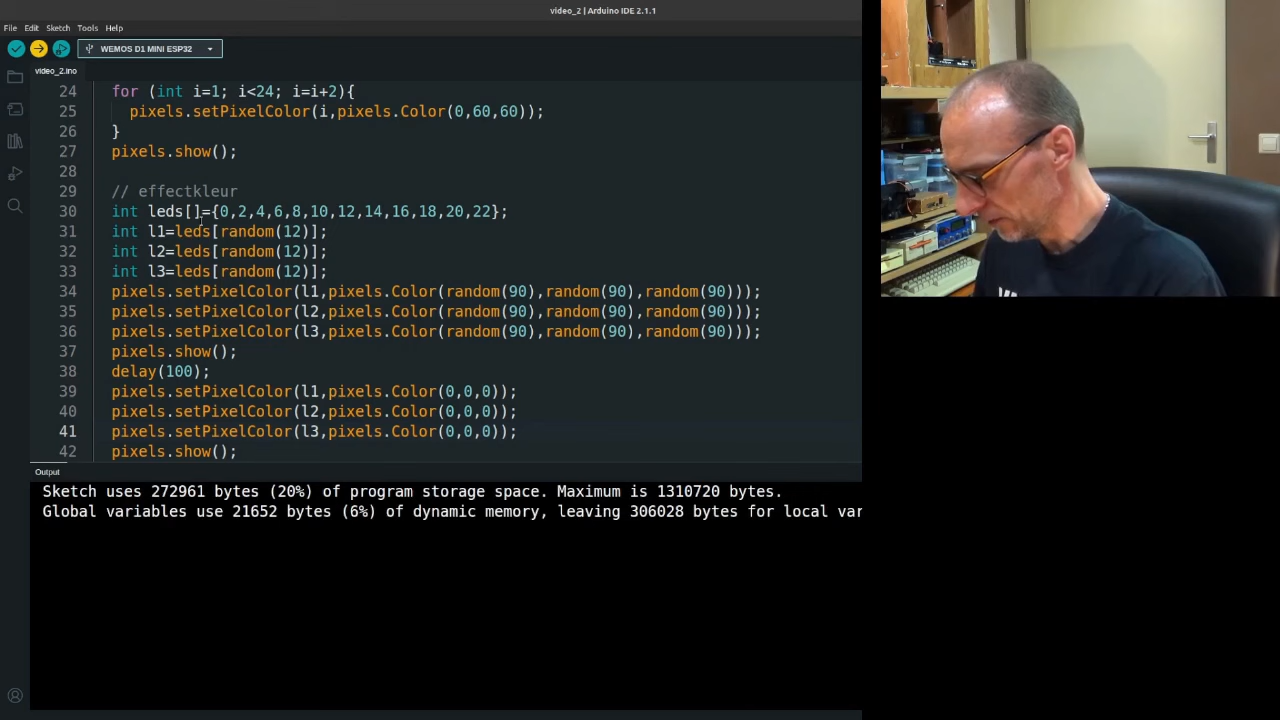 video_2 | Arduino IDE 2.1.1
File Edit Sketch Tools Help
WEMOS D1 MINI ESP32
video_2.ino
24 for (int i=1; i<24; i=i+2){
25 pixels.setPixelColor(i,pixels.Color(0,60,60));
26 }
27 pixels.show();
28
29 // effectkleur
30 int leds[]={0,2,4,6,8,10,12,14,16,18,20,22};
31 int l1=leds[random(12)];
32 int l2=leds[random(12)];
33 int l3=leds[random(12)];
34 pixels.setPixelColor(l1,pixels.Color(random(90),random(90),random(90)));
35 pixels.setPixelColor(l2,pixels.Color(random(90),random(90),random(90)));
36 pixels.setPixelColor(l3,pixels.Color(random(90),random(90),random(90)));
37 pixels.show();
38 delay(100);
39 pixels.setPixelColor(l1,pixels.Color(0,0,0));
40 pixels.setPixelColor(l2,pixels.Color(0,0,0));
41 pixels.setPixelColor(l3,pixels.Color(0,0,0));
42 pixels.show();
Output
Sketch uses 272961 bytes (20%) of program storage space. Maximum is 1310720 bytes.
Global variables use 21652 bytes (6%) of dynamic memory, leaving 306028 bytes for local var